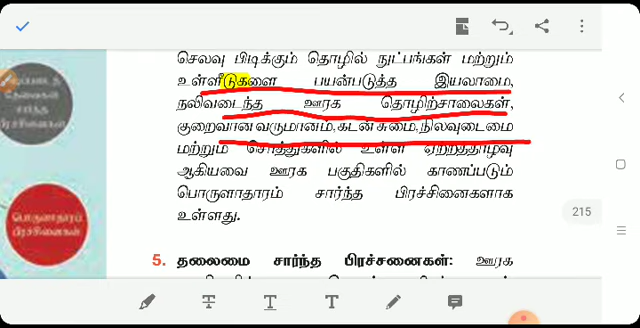 செலவு பிடிக்கும் தொழில் நுட்பங்கள் மற்றும்
உள்ளீடுகளை பயன்படுத்த இயலாமை,
நலிவடைந்த ஊரக தொழிற்சாலைகள்,
குறைவான வருமானம், கடன் சுமை, நிலவுடைமை
மற்றும் சொத்துகளில் உள்ள ஏற்றத்தாழ்வு
ஆகியவை ஊரக பகுதிகளில் காணப்படும்
பொருளாதாரம் சார்ந்த பிரச்சினைகளாக
உள்ளது.
215
பொருளாதாரப்
பிரச்சினைகள்
5. தலைமை சார்ந்த பிரச்சனைகள்: ஊரக